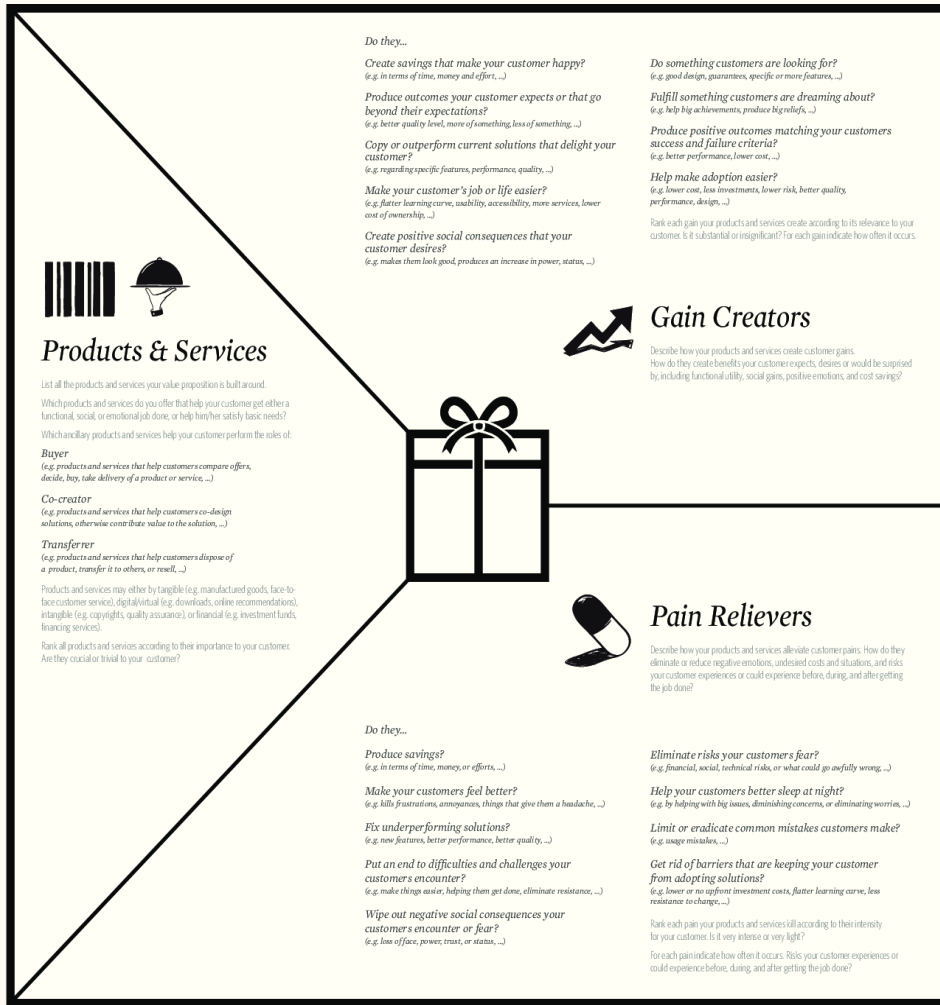 Do they...
Create savings that make your customer happy?
(e.g. in terms of time, money and effort, ...)
Produce outcomes your customer expects or that go
beyond their expectations?
(e.g. better quality level, more of something, less of something, ...)
Copy or outperform current solutions that delight your
customer?
(e.g. regarding specific features, performance, quality, ...)
Make your customer's job or life easier?
(e.g. flatter learning curve, usability, accessibility, more services, lower
cost of ownership, ...)
Create positive social consequences that your
customer desires?
(e.g. makes them look good, produces an increase in power, status, ...)
Do something customers are looking for?
(e.g. good design, guarantees, specific or more features, ...)
Fulfill something customers are dreaming about?
(e.g. help big achievements, produce big reliefs, ...)
Produce positive outcomes matching your customers
success and failure criteria?
(e.g. better performance, lower cost, ...)
Help make adoption easier?
(e.g. lower cost, less investments, lower risk, better quality,
performance, design, ...)
Rank each gain your products and services create according to its relevance to your
customer. Is it substantial or insignificant? For each gain indicate how often it occurs.
Gain Creators
Describe how your products and services create customer gains.
How do they create benefits your customer expects, desires or would be surprised
by, including functional utility, social gains, positive emotions, and cost savings?
Products & Services
List all the products and services your value proposition is built around.
Which products and services do you offer that help your customer get either a
functional, social, or emotional job done, or help him/her satisfy basic needs?
Which ancillary products and services help your customer perform the roles of:
Buyer
(e.g. products and services that help customers compare offers,
decide, buy, take delivery of a product or service, ...)
Co-creator
(e.g. products and services that help customers co-design
solutions, otherwise contribute value to the solution, ...)
Transferrer
(e.g. products and services that help customers dispose of
a product, transfer it to others, or resell, ...)
Products and services may either by tangible (e.g. manufactured goods, face-to-
face customer service), digital/virtual (e.g. downloads, online recommendations),
intangible (e.g. copyrights, quality assurance), or financial (e.g. investment funds,
financing services).
Rank all products and services according to their importance to your customer.
Are they crucial or trivial to your customer?
Pain Relievers
Describe how your products and services alleviate customer pains. How do they
eliminate or reduce negative emotions, undesired costs and situations, and risks
your customer experiences or could experience before, during, and after getting
the job done?
Do they...
Produce savings?
(e.g. in terms of time, money, or efforts, ...)
Make your customers feel better?
(e.g. kills frustrations, annoyances, things that give them a headache, ...)
Fix underperforming solutions?
(e.g. new features, better performance, better quality, ...)
Put an end to difficulties and challenges your
customers encounter?
(e.g. make things easier, helping them get done, eliminate resistance, ...)
Wipe out negative social consequences your
customers encounter or fear?
(e.g. loss of face, power, trust, or status, ...)
Eliminate risks your customers fear?
(e.g. financial, social, technical risks, or what could go awfully wrong, ...)
Help your customers better sleep at night?
(e.g. by helping with big issues, diminishing concerns, or eliminating worries, ...)
Limit or eradicate common mistakes customers make?
(e.g. usage mistakes, ...)
Get rid of barriers that are keeping your customer
from adopting solutions?
(e.g. lower or no upfront investment costs, flatter learning curve, less
resistance to change, ...)
Rank each pain your products and services kill according to their intensity
for your customer. Is it very intense or very light?
For each pain indicate how often it occurs. Risks your customer experiences or
could experience before, during, and after getting the job done?